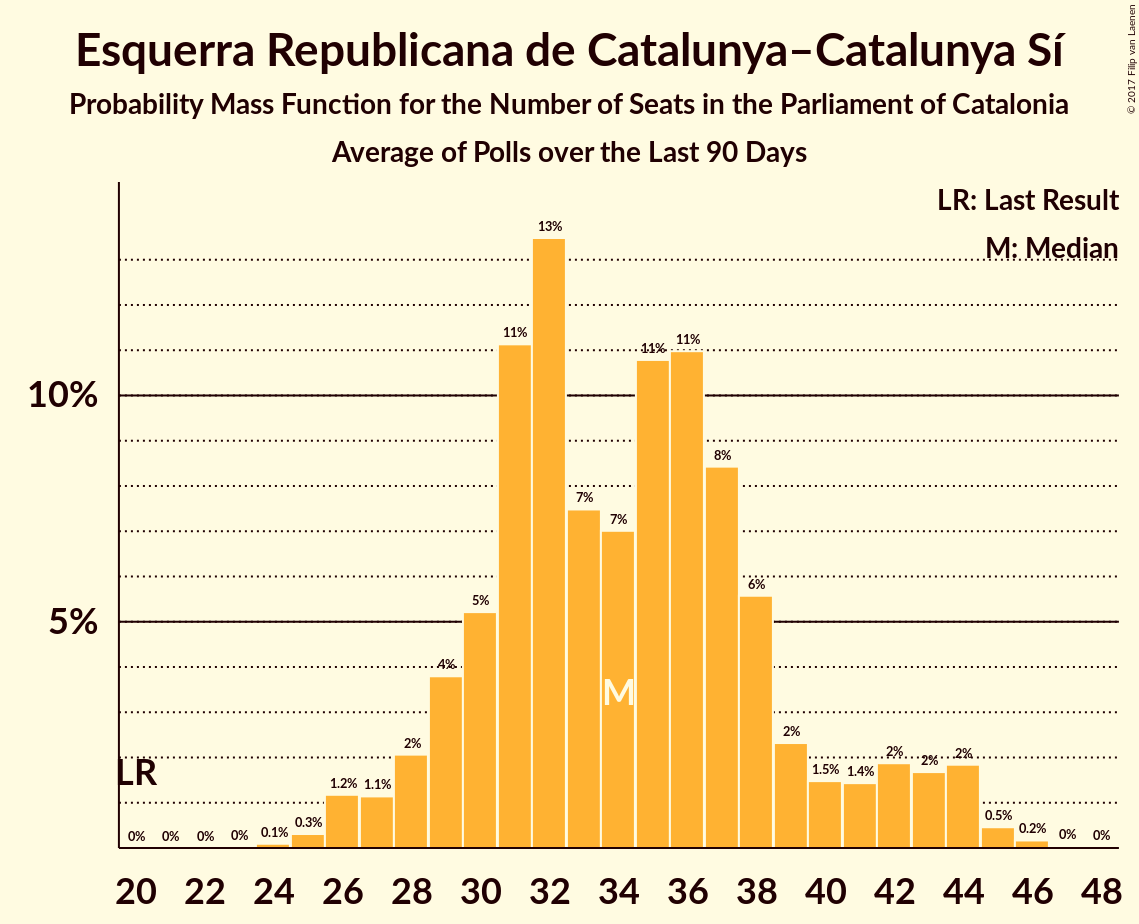 Esquerra Republicana de Catalunya–Catalunya Sí
Probability Mass Function for the Number of Seats in the Parliament of Catalonia
Average of Polls over the Last 90 Days
© 2017 Filip van Laenen
LR: Last Result
M: Median
10%
5%
0% 0% 0% 0% 0.1% 0.3% 1.2% 1.1% 2% 4% 5% 11% 13% 7% 7% 11% 11% 8% 6% 2% 1.5% 1.4% 2% 2% 2% 0.5% 0.2% 0% 0%
M
LR
20 22 24 26 28 30 32 34 36 38 40 42 44 46 48